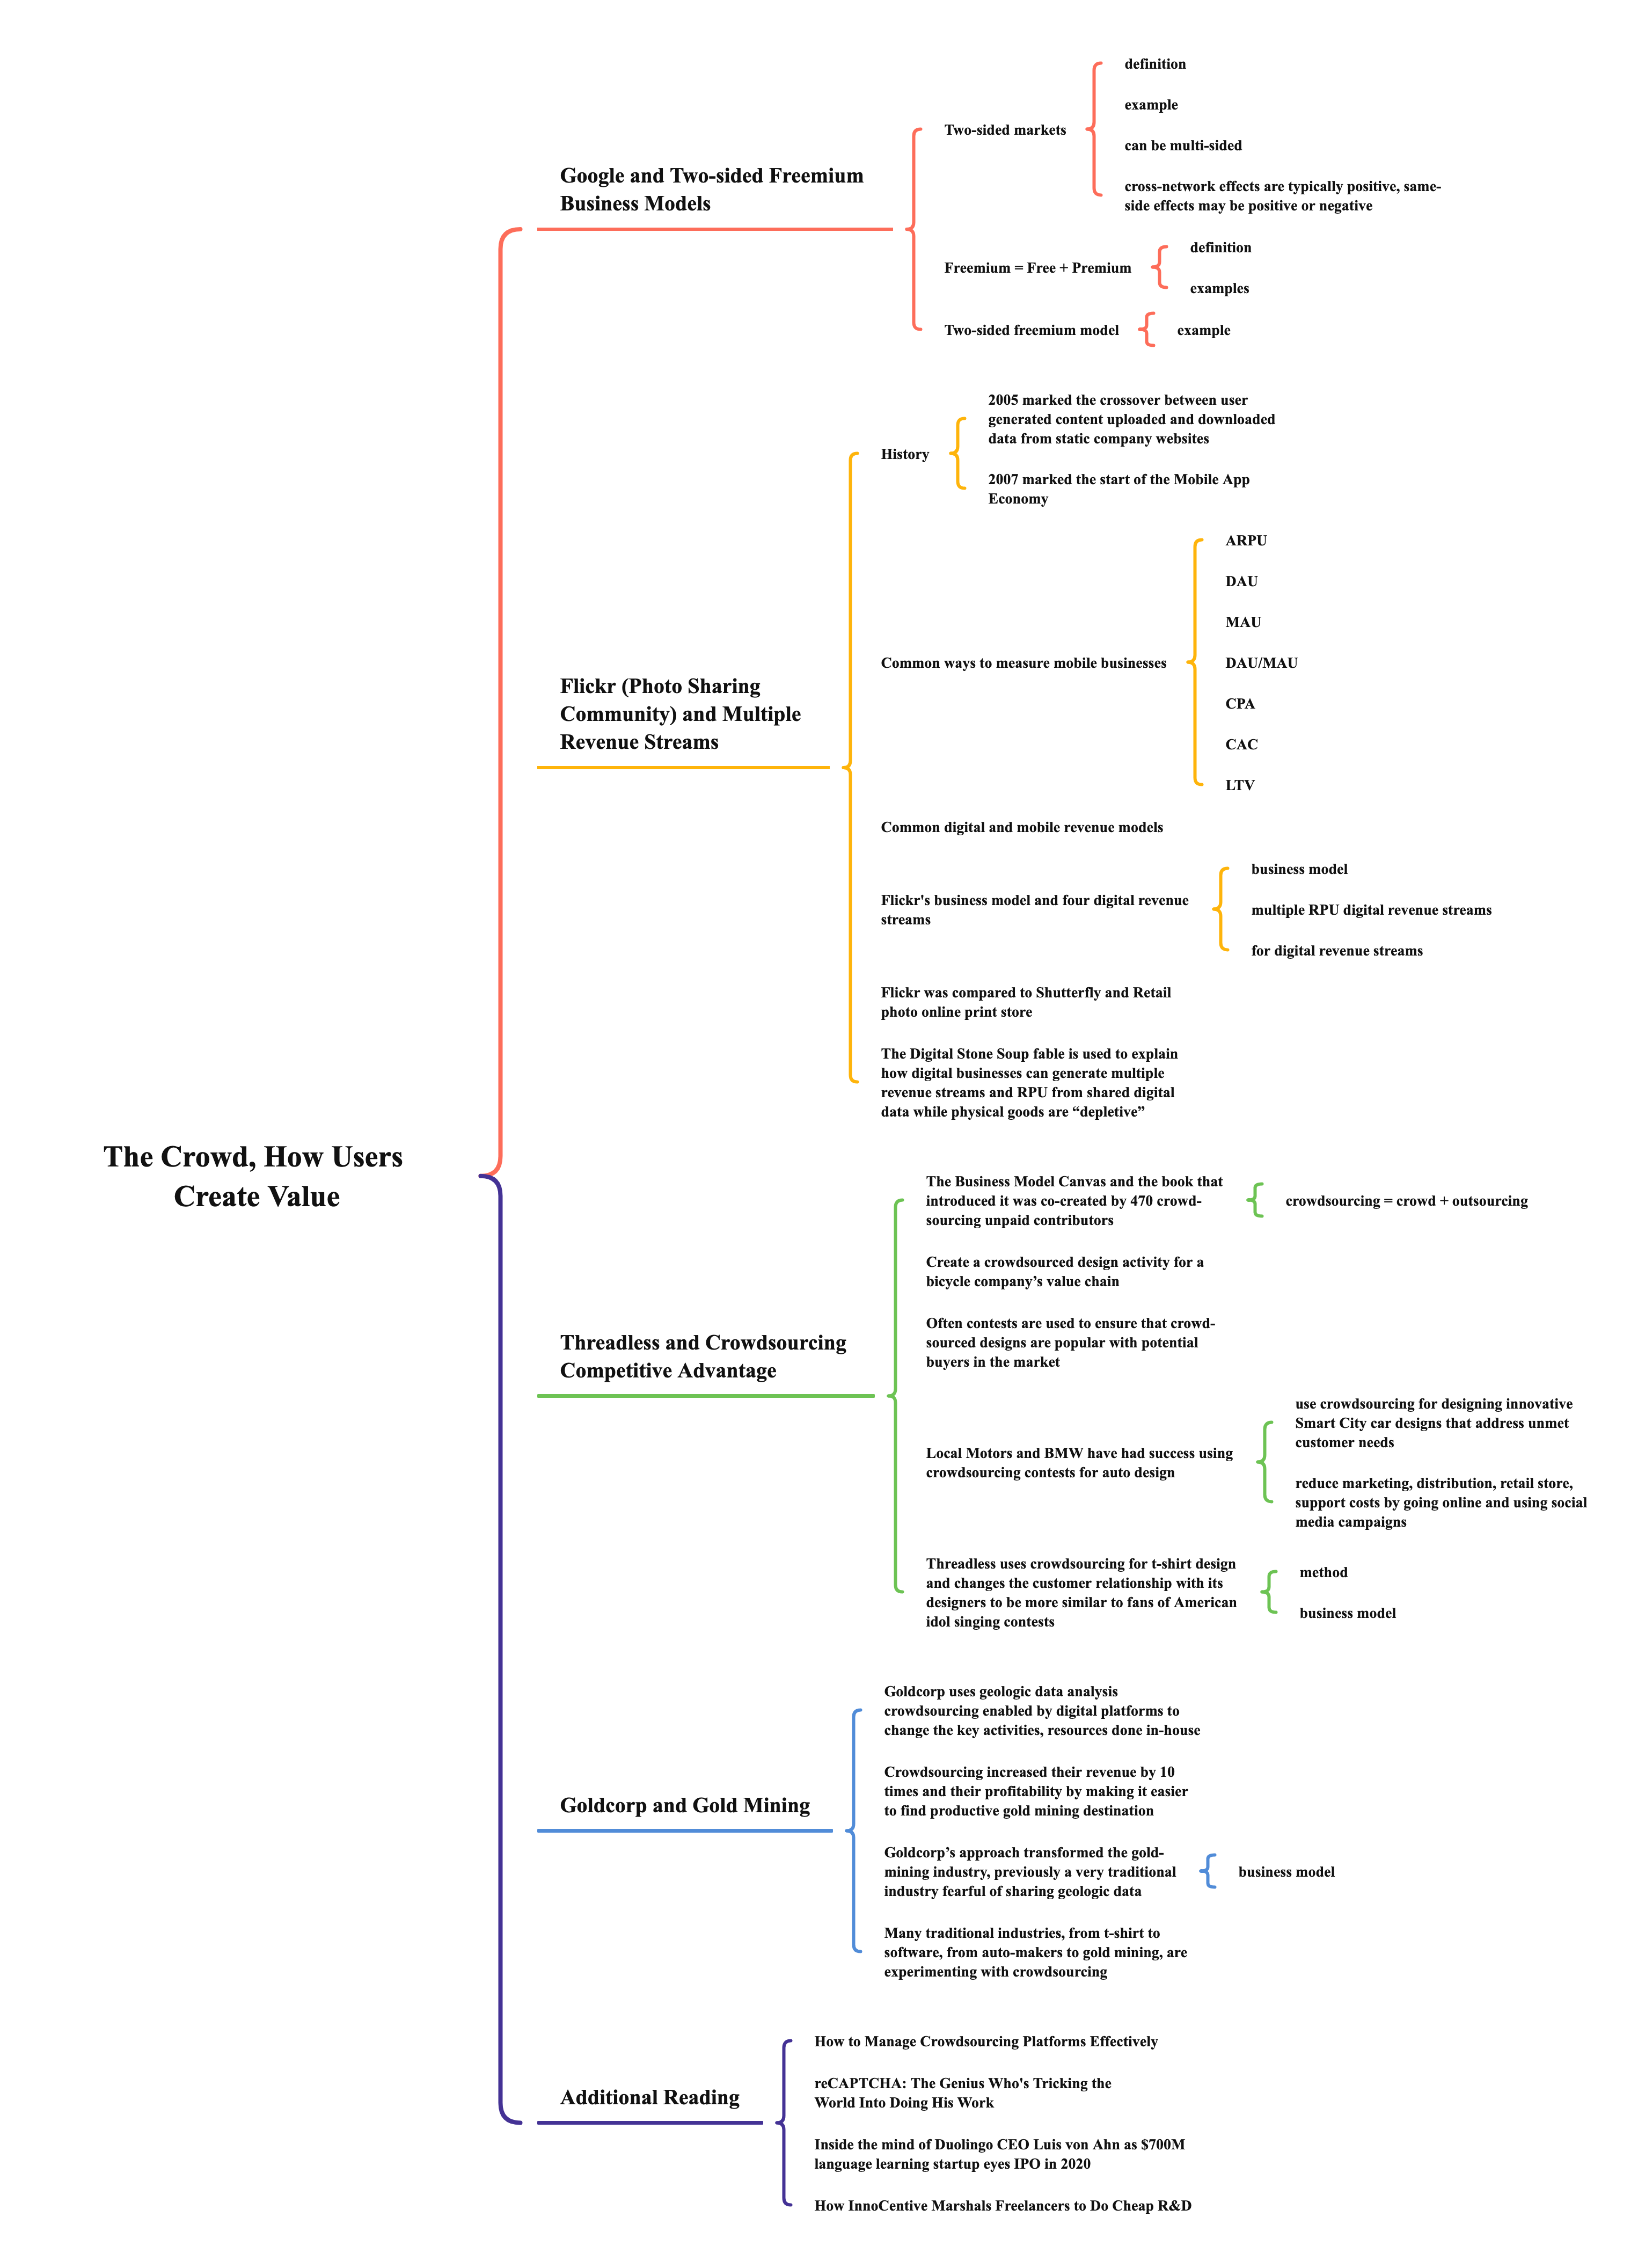 The Crowd, How Users
Create Value
Google and Two-sided Freemium
Business Models
Two-sided markets
definition
example
can be multi-sided
cross-network effects are typically positive, same-
side effects may be positive or negative
Freemium = Free + Premium
definition
examples
Two-sided freemium model
example
Flickr (Photo Sharing
Community) and Multiple
Revenue Streams
History
2005 marked the crossover between user
generated content uploaded and downloaded
data from static company websites
2007 marked the start of the Mobile App
Economy
Common ways to measure mobile businesses
ARPU
DAU
MAU
DAU/MAU
CPA
CAC
LTV
Common digital and mobile revenue models
Flickr's business model and four digital revenue
streams
business model
multiple RPU digital revenue streams
for digital revenue streams
Flickr was compared to Shutterfly and Retail
photo online print store
The Digital Stone Soup fable is used to explain
how digital businesses can generate multiple
revenue streams and RPU from shared digital
data while physical goods are “depletive”
Threadless and Crowdsourcing
Competitive Advantage
The Business Model Canvas and the book that
introduced it was co-created by 470 crowd-
sourcing unpaid contributors
crowdsourcing = crowd + outsourcing
Create a crowdsourced design activity for a
bicycle company’s value chain
Often contests are used to ensure that crowd-
sourced designs are popular with potential
buyers in the market
Local Motors and BMW have had success using
crowdsourcing contests for auto design
use crowdsourcing for designing innovative
Smart City car designs that address unmet
customer needs
reduce marketing, distribution, retail store,
support costs by going online and using social
media campaigns
Threadless uses crowdsourcing for t-shirt design
and changes the customer relationship with its
designers to be more similar to fans of American
idol singing contests
method
business model
Goldcorp and Gold Mining
Goldcorp uses geologic data analysis
crowdsourcing enabled by digital platforms to
change the key activities, resources done in-house
Crowdsourcing increased their revenue by 10
times and their profitability by making it easier
to find productive gold mining destination
Goldcorp’s approach transformed the gold-
mining industry, previously a very traditional
industry fearful of sharing geologic data
business model
Many traditional industries, from t-shirt to
software, from auto-makers to gold mining, are
experimenting with crowdsourcing
Additional Reading
How to Manage Crowdsourcing Platforms Effectively
reCAPTCHA: The Genius Who's Tricking the
World Into Doing His Work
Inside the mind of Duolingo CEO Luis von Ahn as $700M
language learning startup eyes IPO in 2020
How InnoCentive Marshals Freelancers to Do Cheap R&D